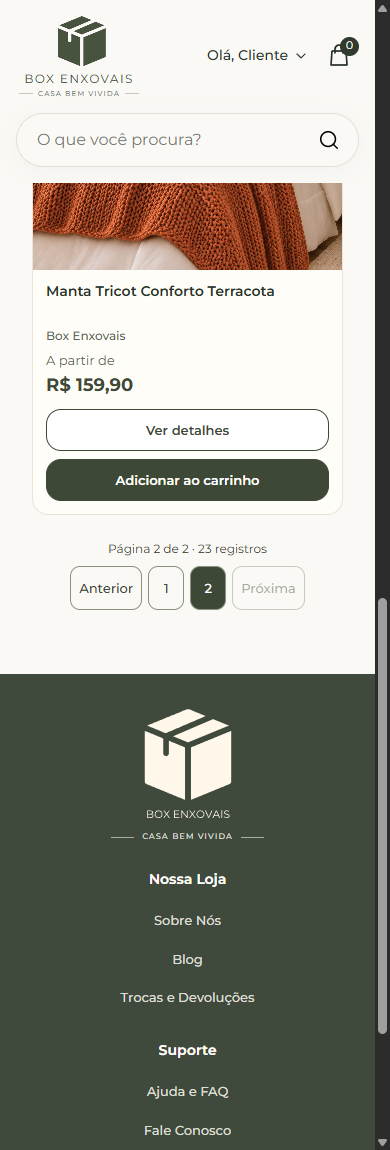 BOX ENXOVAIS
CASA BEM VIVIDA
Olá, Cliente
0
O que você procura?
Manta Tricot Conforto Terracota
Box Enxovais
A partir de
R$ 159,90
Ver detalhes
Adicionar ao carrinho
Página 2 de 2 · 23 registros
Anterior 1 2 Próxima
BOX ENXOVAIS
CASA BEM VIVIDA
Nossa Loja
Sobre Nós
Blog
Trocas e Devoluções
Suporte
Ajuda e FAQ
Fale Conosco